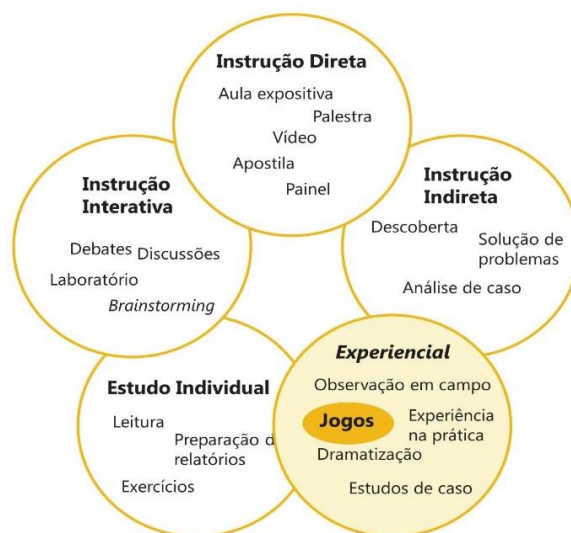 Instrução Direta
Aula expositiva
Palestra
Vídeo
Apostila
Painel
Instrução
Interativa
Debates
Discussões
Laboratório
Brainstorming
Instrução
Indireta
Descoberta
Solução de
problemas
Análise de caso
Estudo Individual
Leitura
Preparação d
relatórios
Exercícios
Experiencial
Observação em campo
Jogos
Experiência
na prática
Dramatização
Estudos de caso